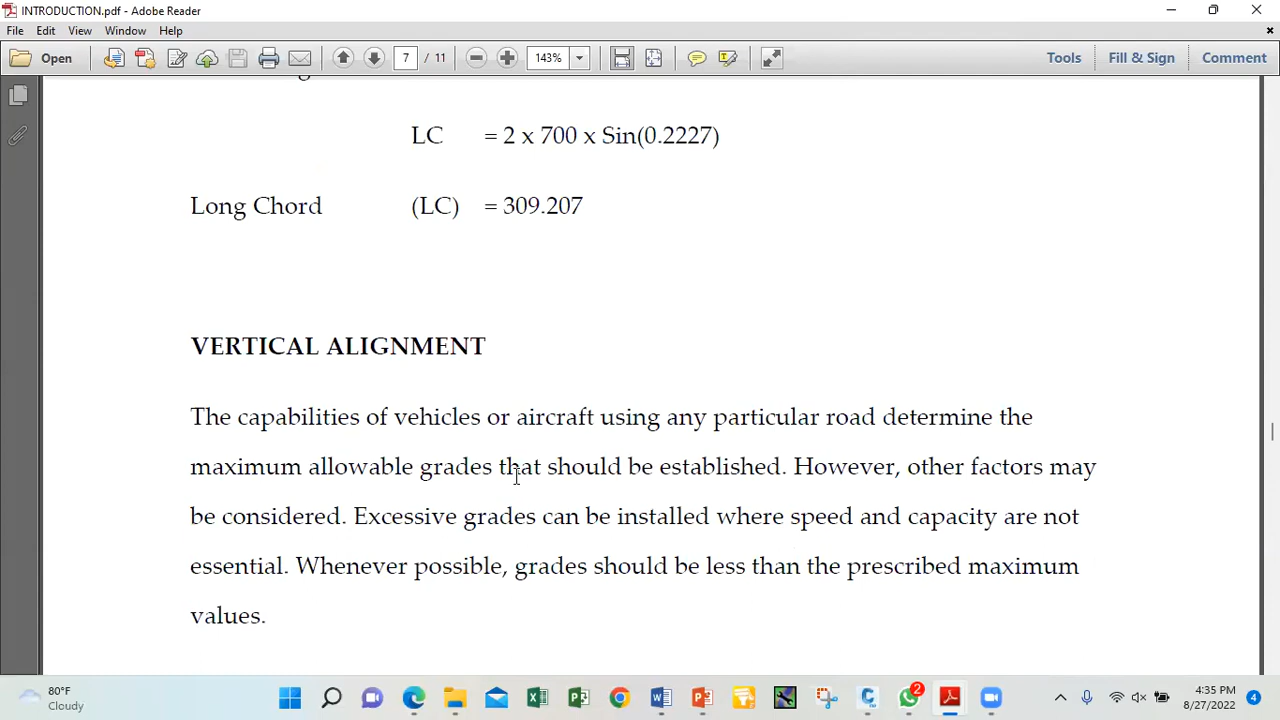 INTRODUCTION.pdf - Adobe Reader
File Edit View Window Help
Open 7 / 11 143% Tools Fill & Sign Comment
LC = 2 x 700 x Sin(0.2227)
Long Chord (LC) = 309.207
VERTICAL ALIGNMENT
The capabilities of vehicles or aircraft using any particular road determine the
maximum allowable grades that should be established. However, other factors may
be considered. Excessive grades can be installed where speed and capacity are not
essential. Whenever possible, grades should be less than the prescribed maximum
values.
80°F
Cloudy
2
4:35 PM
8/27/2022
4